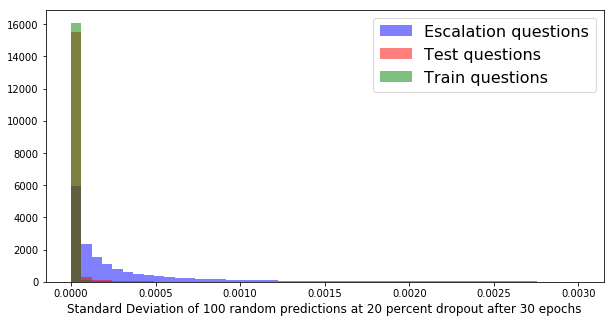 Escalation questions
Test questions
Train questions
16000
14000
12000
10000
8000
6000
4000
2000
0
0.0000 0.0005 0.0010 0.0015 0.0020 0.0025 0.0030
Standard Deviation of 100 random predictions at 20 percent dropout after 30 epochs